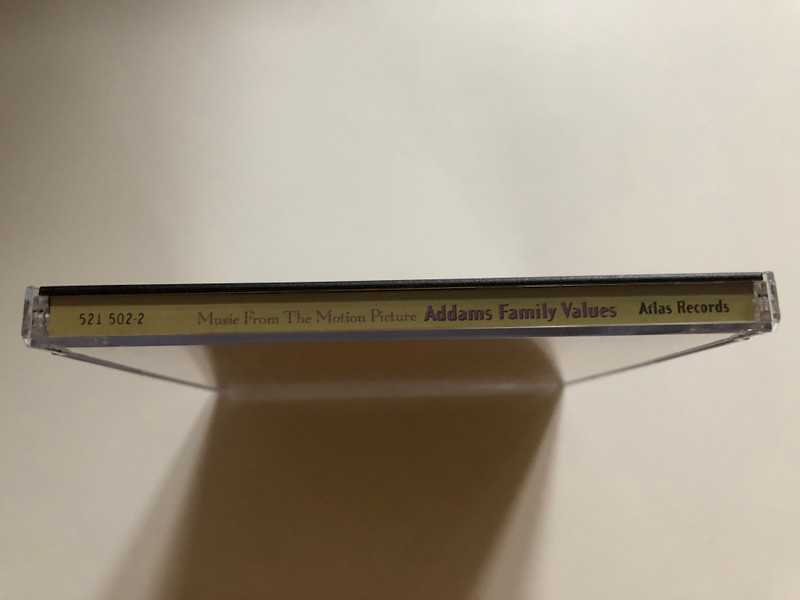 521 502-2 Music From The Motion Picture Addams Family Values Atlas Records